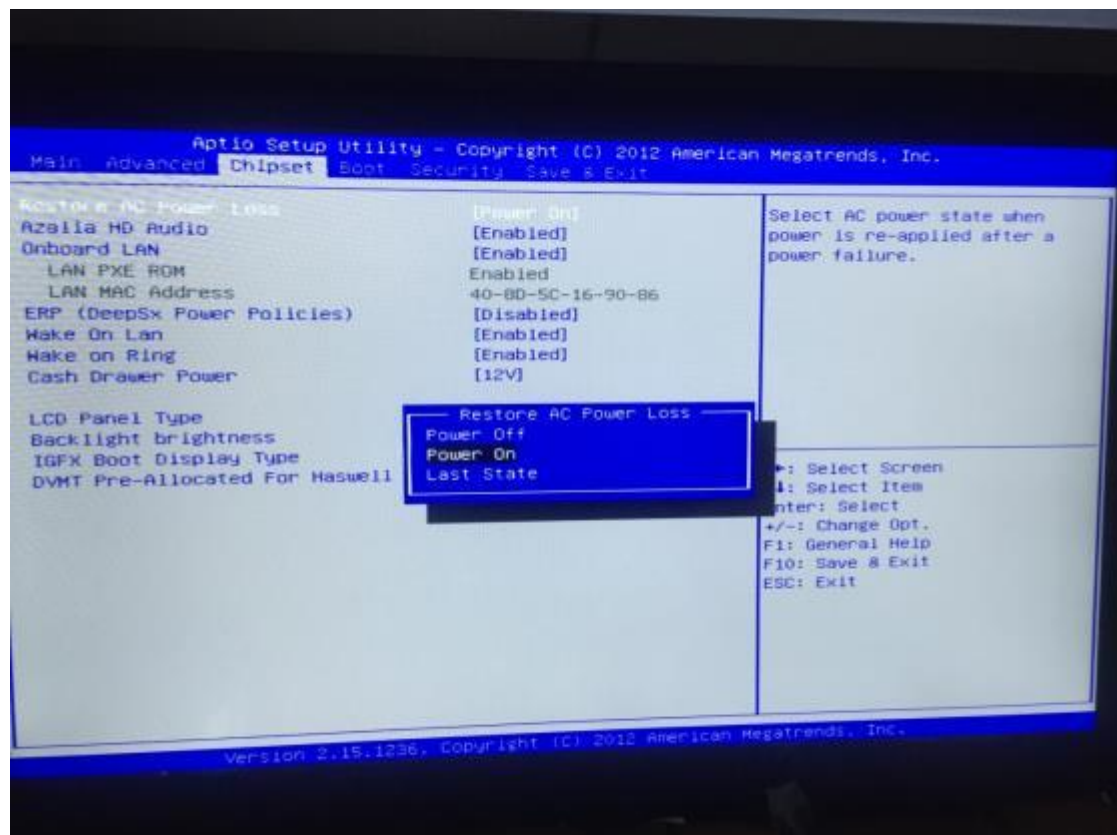 Aptio Setup Utility - Copyright (C) 2012 American Megatrends, Inc.
Main Advanced Chipset Boot Security Save & Exit
Restore AC Power Loss [Power On]
Azalia HD Audio [Enabled]
Onboard LAN [Enabled]
LAN PXE ROM Enabled
LAN MAC Address 40-8D-5C-16-90-86
ERP (DeepSx Power Policies) [Disabled]
Wake On Lan [Enabled]
Wake on Ring [Enabled]
Cash Drawer Power [12V]
LCD Panel Type
Backlight brightness
IGFX Boot Display Type
DVMT Pre-Allocated For Haswell
Restore AC Power Loss
Power Off
Power On
Last State
Select AC power state when
power is re-applied after a
power failure.
: Select Screen
: Select Item
nter: Select
+/-: Change Opt.
F1: General Help
F10: Save & Exit
ESC: Exit
Version 2.15.1236. Copyright (C) 2012 American Megatrends, Inc.